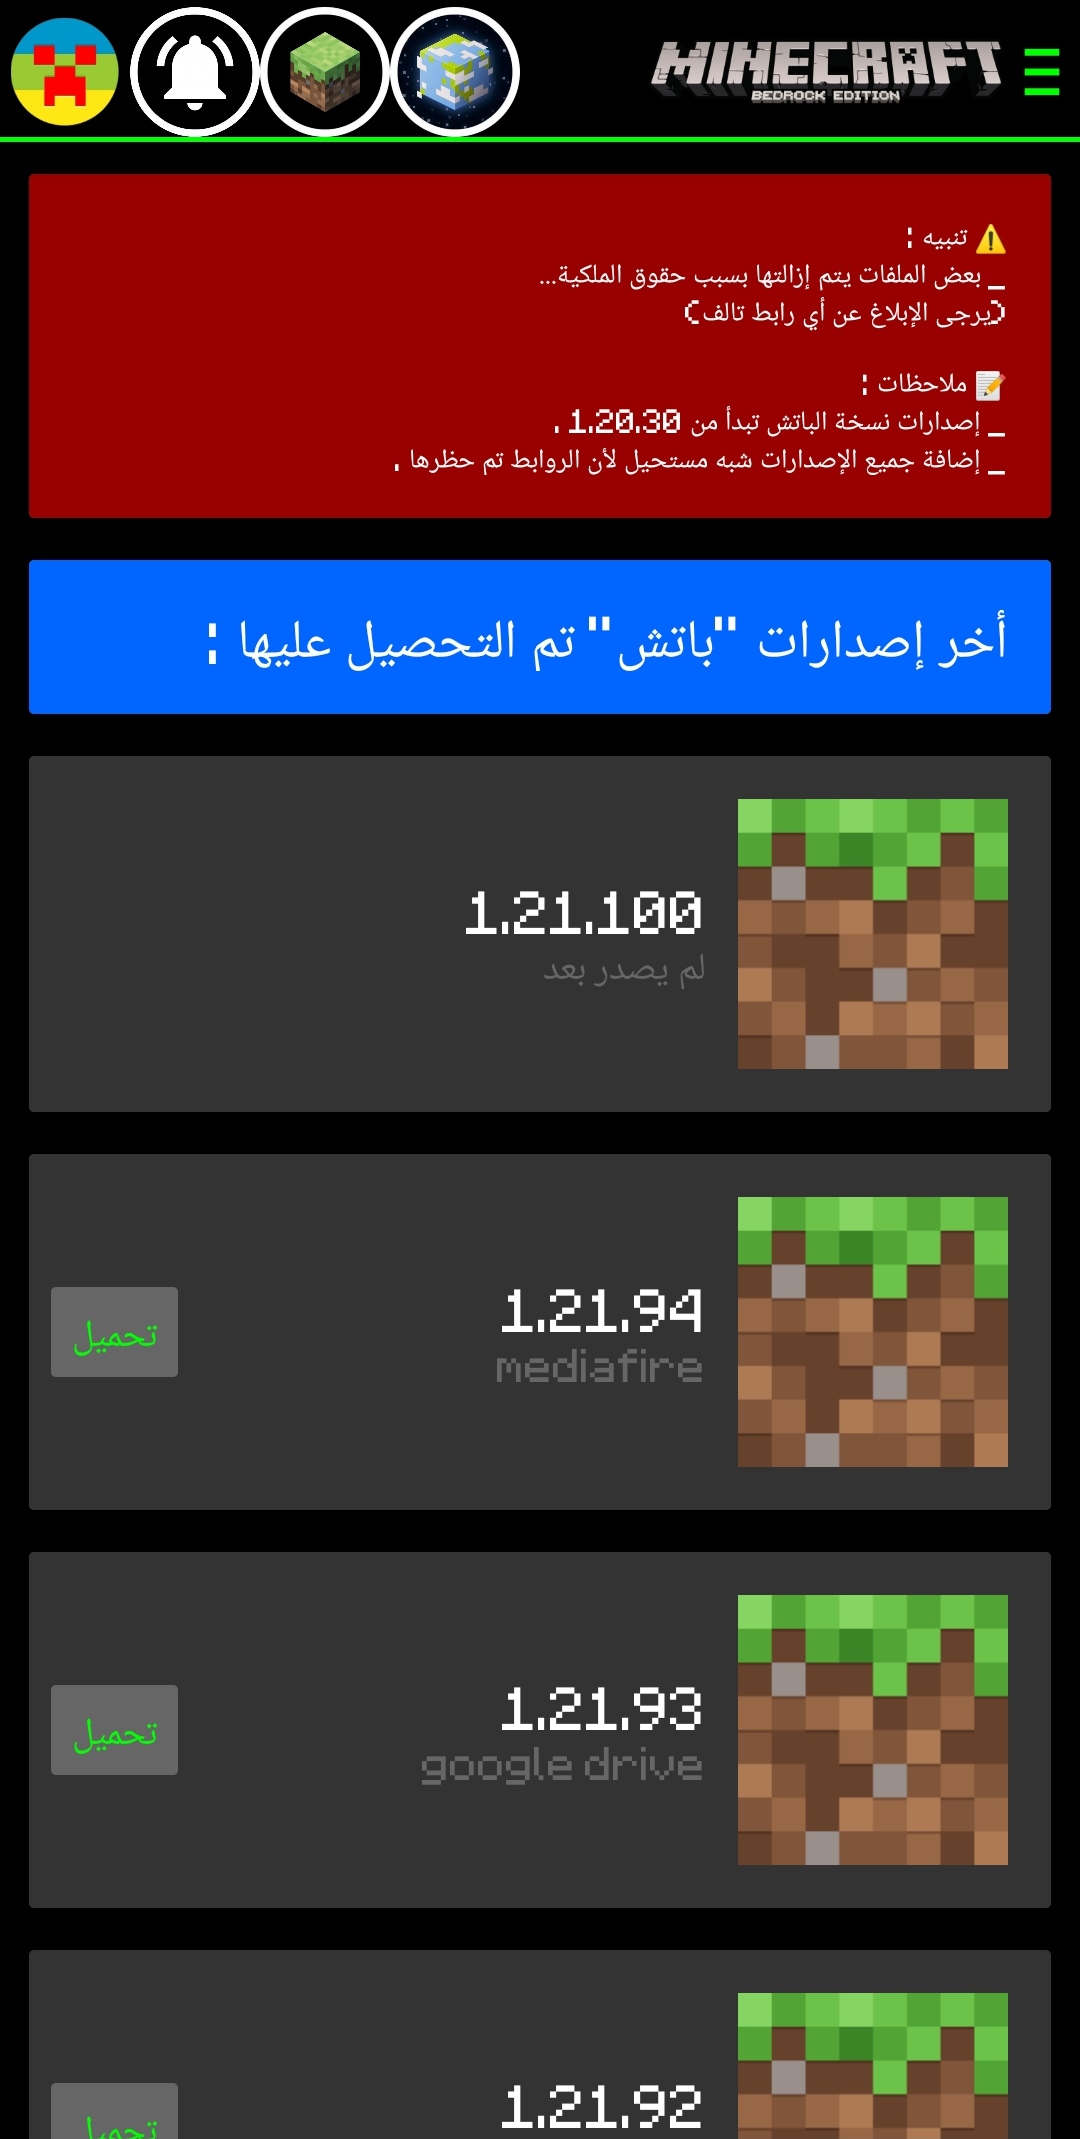 MINECRAFT
BEDROCK EDITION
⚠️ تنبيه :
_ بعض الملفات يتم إزالتها بسبب حقوق الملكية...
(يرجى الإبلاغ عن أي رابط تالف)
📝 ملاحظات :
_ إصدارات نسخة الباتش تبدأ من 1.20.30 .
_ إضافة جميع الإصدارات شبه مستحيل لأن الروابط تم حظرها .
أخر إصدارات "باتش" تم التحصيل عليها :
1.21.100
لم يصدر بعد
1.21.94
mediafire
تحميل
1.21.93
google drive
تحميل
1.21.92
تحميل